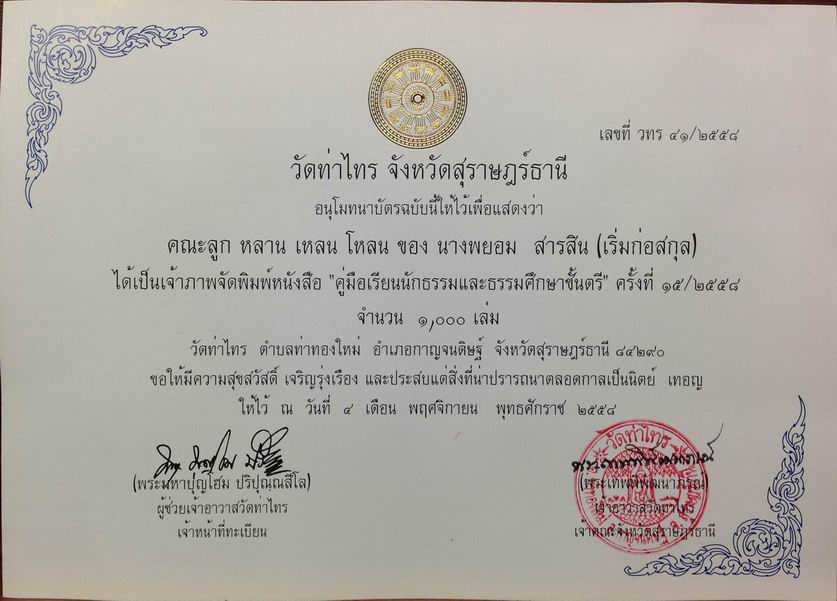 เลขที่ วทร ๔๑/๒๕๕๘
วัดท่าไทร จังหวัดสุราษฎร์ธานี
อนุโมทนาบัตรฉบับนี้ให้ไว้เพื่อแสดงว่า
คณะลูก หลาน เหลน โหลน ของ นางพยอม สารสิน (เริ่มก่อสกุล)
ได้เป็นเจ้าภาพจัดพิมพ์หนังสือ "คู่มือเรียนนักธรรมและธรรมศึกษาชั้นตรี" ครั้งที่ ๑๕/๒๕๕๘
จำนวน ๑,๐๐๐ เล่ม
วัดท่าไทร ตำบลท่าทองใหม่ อำเภอกาญจนดิษฐ์ จังหวัดสุราษฎร์ธานี ๘๔๒๙๐
ขอให้มีความสุขสวัสดิ์ เจริญรุ่งเรือง และประสบแต่สิ่งที่น่าปรารถนาตลอดกาลเป็นนิตย์ เทอญ
ให้ไว้ ณ วันที่ ๔ เดือน พฤศจิกายน พุทธศักราช ๒๕๕๘
(พระมหาบุญโฮม ปริปุณฺณสีโล)
ผู้ช่วยเจ้าอาวาสวัดท่าไทร
เจ้าหน้าที่ทะเบียน
วัดท่าไทร
(พระเทพพิพัฒนาภรณ์)
เจ้าอาวาสวัดท่าไทร
เจ้าคณะจังหวัดสุราษฎร์ธานี